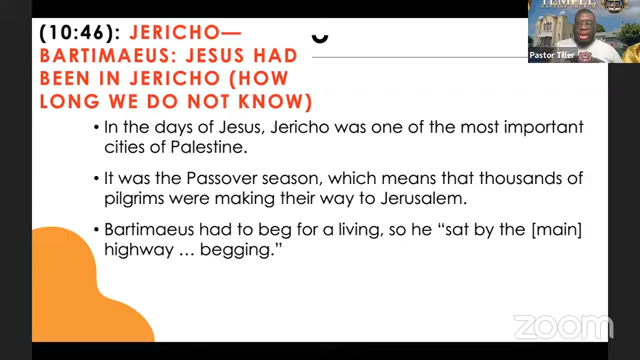 (10:46): JERICHO—
BARTIMAEUS: JESUS HAD
BEEN IN JERICHO (HOW
LONG WE DO NOT KNOW)
• In the days of Jesus, Jericho was one of the most important
cities of Palestine.
• It was the Passover season, which means that thousands of
pilgrims were making their way to Jerusalem.
• Bartimaeus had to beg for a living, so he “sat by the [main]
highway … begging.”
TEMPLE
Pastor Tiller
zoom